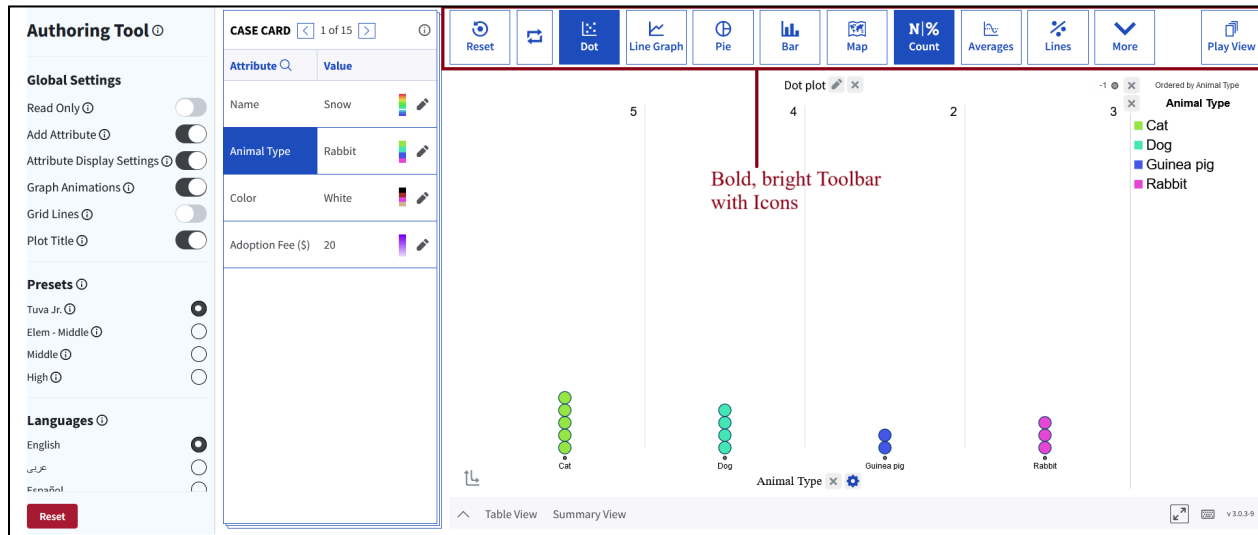 Authoring Tool
Global Settings
Read Only
Add Attribute
Attribute Display Settings
Graph Animations
Grid Lines
Plot Title
Presets
Tuva Jr.
Elem - Middle
Middle
High
Languages
English
عربى
Español
Reset
CASE CARD < 1 of 15 >
Attribute Value
Name Snow
Animal Type Rabbit
Color White
Adoption Fee ($) 20
Reset
Dot
Line Graph
Pie
Bar
Map
N|%
Count
Averages
Lines
More
Play View
Dot plot
-1
Ordered by Animal Type
Animal Type
Cat
Dog
Guinea pig
Rabbit
5 4 2 3
Bold, bright Toolbar
with Icons
Cat Dog Guinea pig Rabbit
Animal Type
Table View Summary View
v 3.0.3-9